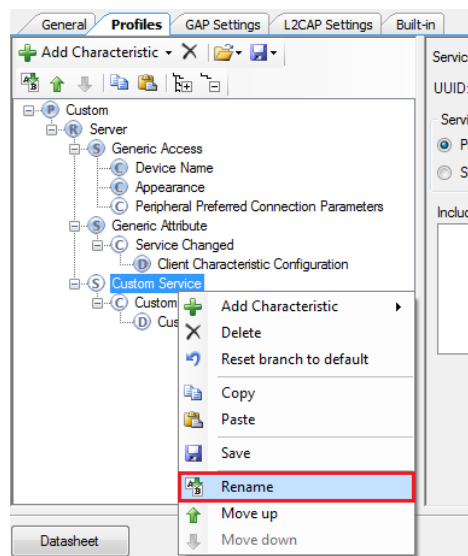 General Profiles GAP Settings L2CAP Settings Built-in
Add Characteristic
Servic
UUID:
P Custom
R Server
S Generic Access
C Device Name
C Appearance
C Peripheral Preferred Connection Parameters
S Generic Attribute
C Service Changed
D Client Characteristic Configuration
S Custom Service
C Custom
D Cus
Servi
P
S
Includ
Add Characteristic
Delete
Reset branch to default
Copy
Paste
Save
A B Rename
Move up
Move down
Datasheet